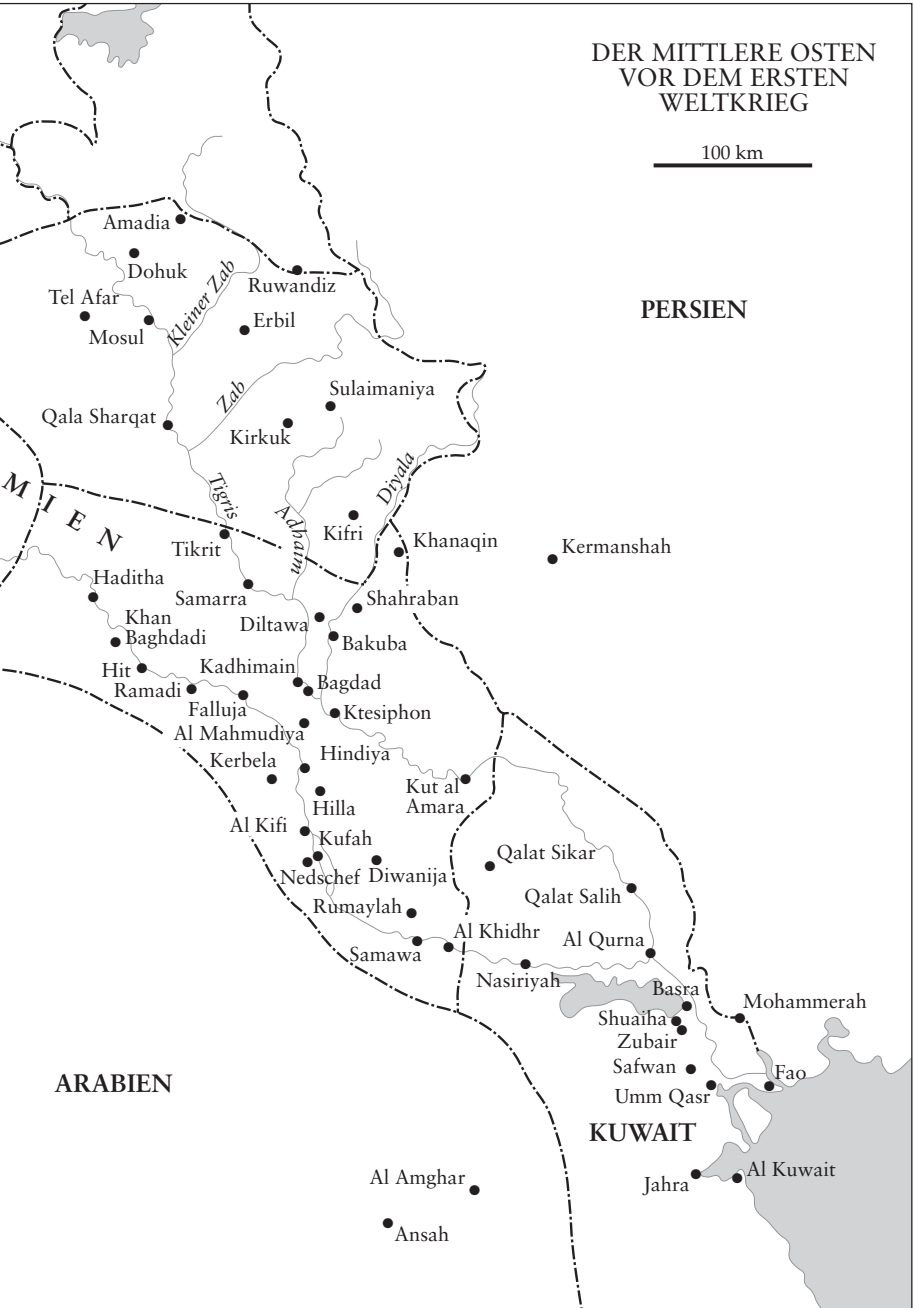 DER MITTLERE OSTEN
VOR DEM ERSTEN
WELTKRIEG
100 km
Amadia
Dohuk
Kleiner Zab
Ruwandiz
Tel Afar
Mosul
Erbil
PERSIEN
Zab
Sulaimaniya
Qala Sharqat
Kirkuk
MIEN
Tigris
Adhaim
Diyala
Kifri
Tikrit
Khanaqin
Kermanshah
Haditha
Samarra
Shahraban
Khan
Baghdadi
Diltawa
Bakuba
Hit
Kadhimain
Ramadi
Bagdad
Falluja
Ktesiphon
Al Mahmudiya
Kerbela
Hindiya
Kut al
Amara
Hilla
Al Kifi
Kufah
Qalat Sikar
Nedschef
Diwanija
Qalat Salih
Rumaylah
Al Khidhr
Samawa
Al Qurna
Nasiriyah
Basra
Mohammerah
Shuaiha
Zubair
Safwan
Fao
Umm Qasr
ARABIEN
KUWAIT
Al Amghar
Jahra
Al Kuwait
Ansah